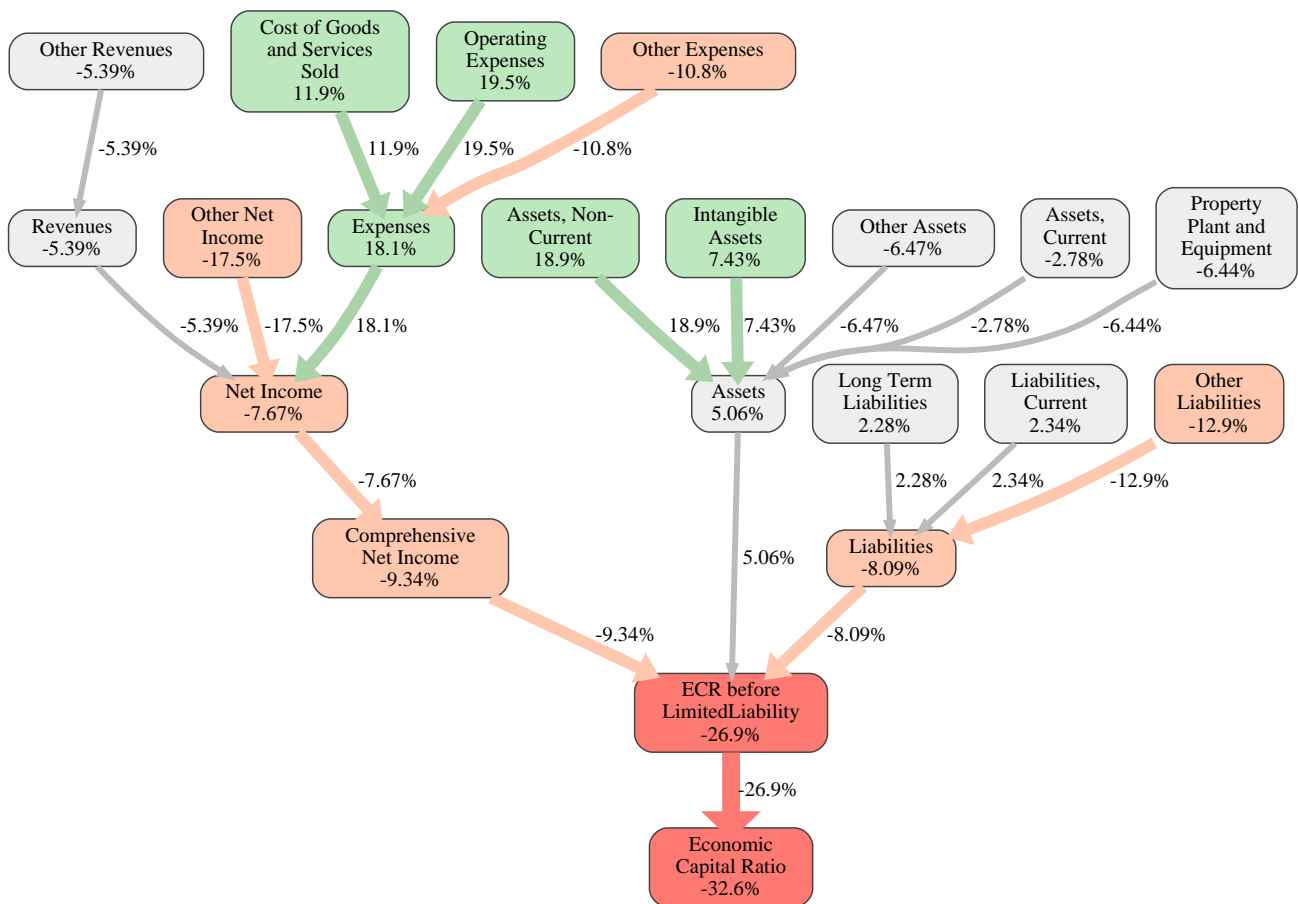 Other Revenues
-5.39%
Cost of Goods
and Services
Sold
11.9%
Operating
Expenses
19.5%
Other Expenses
-10.8%
-5.39%
11.9%
19.5%
-10.8%
Revenues
-5.39%
Other Net
Income
-17.5%
Expenses
18.1%
Assets, Non-
Current
18.9%
Intangible
Assets
7.43%
Other Assets
-6.47%
Assets,
Current
-2.78%
Property
Plant and
Equipment
-6.44%
-5.39%
-17.5%
18.1%
18.9%
7.43%
-6.47%
-2.78%
-6.44%
Net Income
-7.67%
Assets
5.06%
Long Term
Liabilities
2.28%
Liabilities,
Current
2.34%
Other
Liabilities
-12.9%
-7.67%
2.28%
2.34%
-12.9%
Comprehensive
Net Income
-9.34%
5.06%
Liabilities
-8.09%
-9.34%
-8.09%
ECR before
LimitedLiability
-26.9%
-26.9%
Economic
Capital Ratio
-32.6%